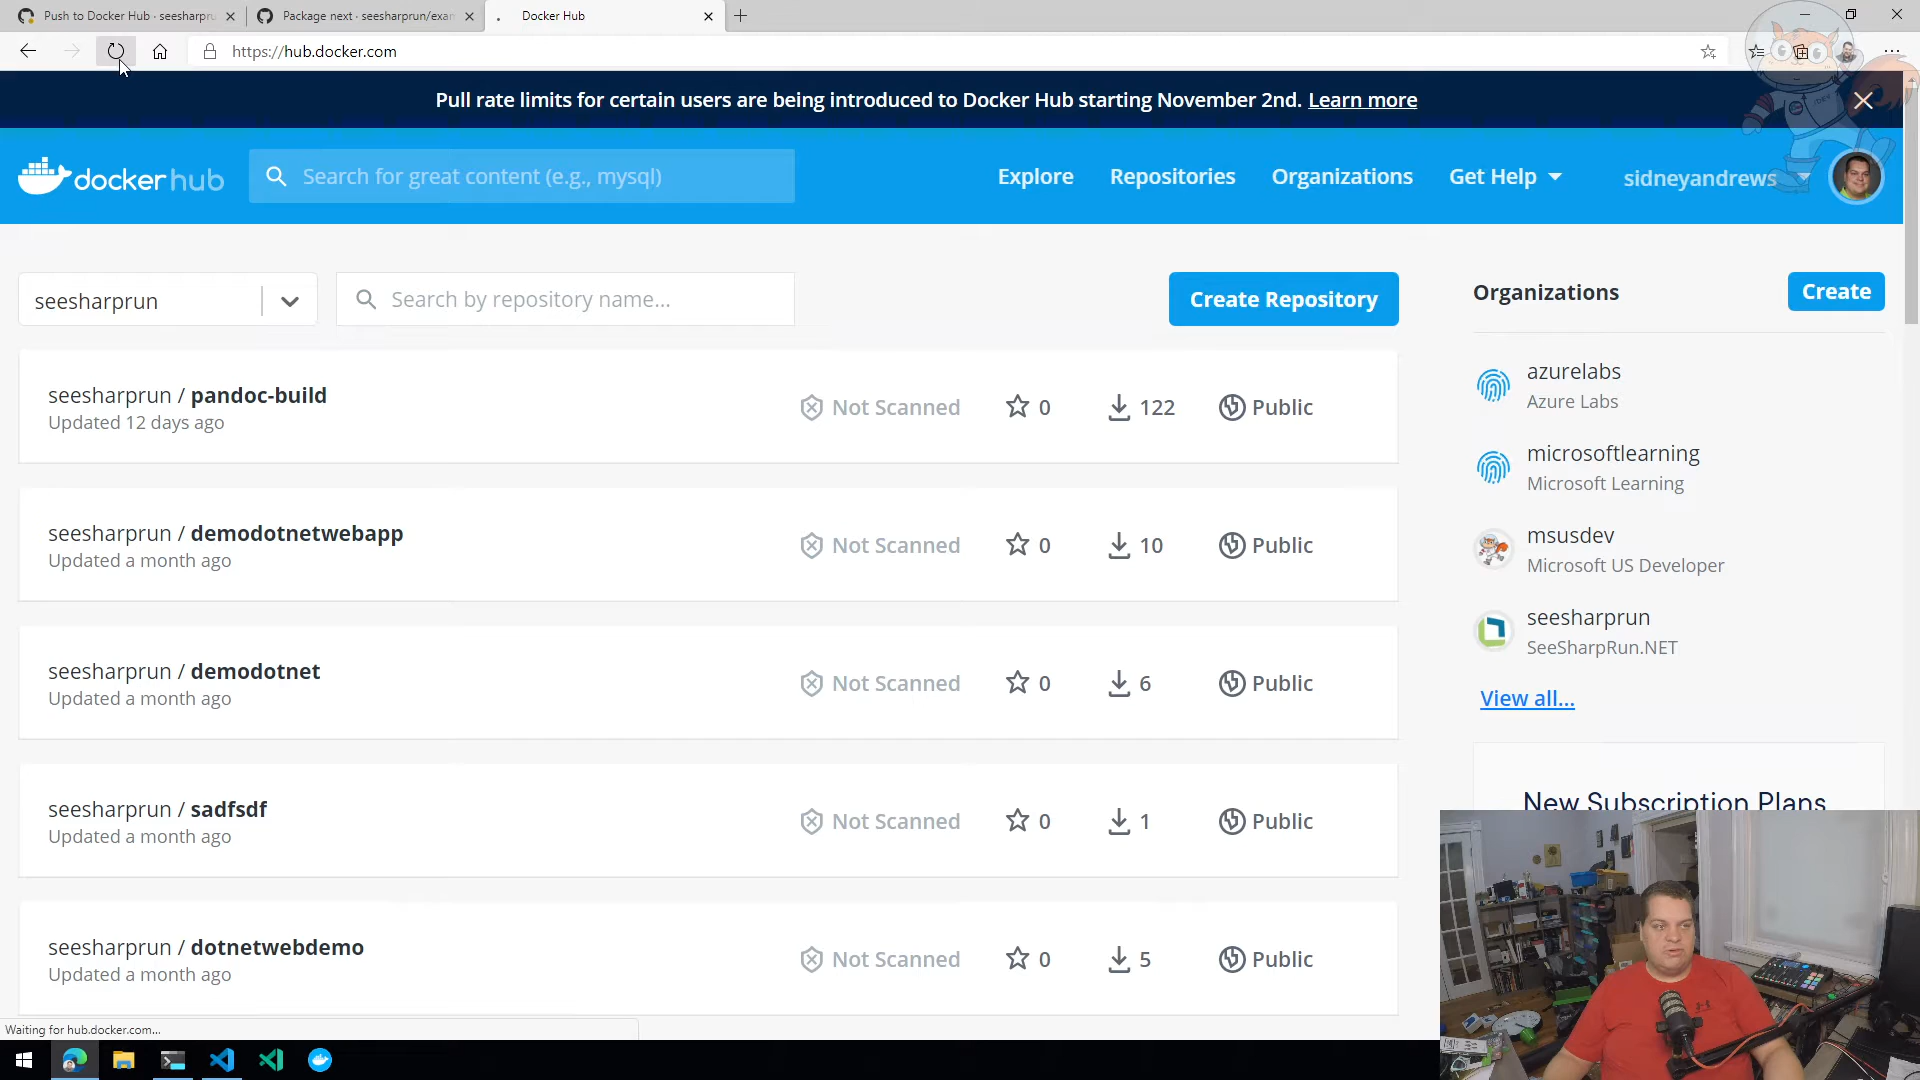 Push to Docker Hub · seesharpru
Package next · seesharprun/exam
Docker Hub
https://hub.docker.com
Pull rate limits for certain users are being introduced to Docker Hub starting November 2nd. Learn more
docker hub
Search for great content (e.g., mysql)
Explore
Repositories
Organizations
Get Help
sidneyandrews
seesharprun
Search by repository name...
Create Repository
seesharprun / pandoc-build
Updated 12 days ago
Not Scanned
0
122
Public
seesharprun / demodotnetwebapp
Updated a month ago
Not Scanned
0
10
Public
seesharprun / demodotnet
Updated a month ago
Not Scanned
0
6
Public
seesharprun / sadfsdf
Updated a month ago
Not Scanned
0
1
Public
seesharprun / dotnetwebdemo
Updated a month ago
Not Scanned
0
5
Public
Organizations
Create
azurelabs
Azure Labs
microsoftlearning
Microsoft Learning
msusdev
Microsoft US Developer
seesharprun
SeeSharpRun.NET
View all...
New Subscription Plans
Waiting for hub.docker.com...